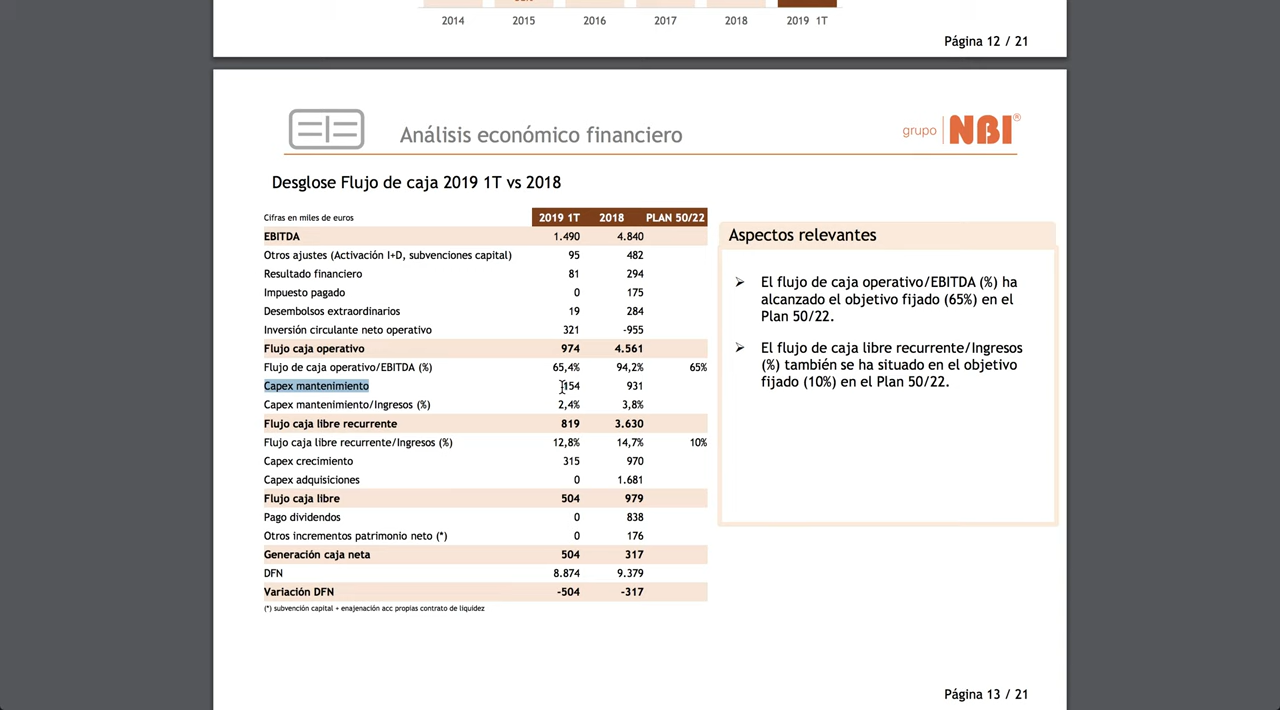 2014 2015 2016 2017 2018 2019 1T
Página 12 / 21
Análisis económico financiero
grupo NBI®
Desglose Flujo de caja 2019 1T vs 2018
Cifras en miles de euros 2019 1T 2018 PLAN 50/22
EBITDA 1.490 4.840
Otros ajustes (Activación I+D, subvenciones capital) 95 482
Resultado financiero 81 294
Impuesto pagado 0 175
Desembolsos extraordinarios 19 284
Inversión circulante neto operativo 321 -955
Flujo caja operativo 974 4.561
Flujo de caja operativo/EBITDA (%) 65,4% 94,2% 65%
Capex mantenimiento 154 931
Capex mantenimiento/Ingresos (%) 2,4% 3,8%
Flujo caja libre recurrente 819 3.630
Flujo caja libre recurrente/Ingresos (%) 12,8% 14,7% 10%
Capex crecimiento 315 970
Capex adquisiciones 0 1.681
Flujo caja libre 504 979
Pago dividendos 0 838
Otros incrementos patrimonio neto (*) 0 176
Generación caja neta 504 317
DFN 8.874 9.379
Variación DFN -504 -317
(*) subvención capital + enajenación acc propias contrato de liquidez
Aspectos relevantes
➢ El flujo de caja operativo/EBITDA (%) ha
alcanzado el objetivo fijado (65%) en el
Plan 50/22.
➢ El flujo de caja libre recurrente/Ingresos
(%) también se ha situado en el objetivo
fijado (10%) en el Plan 50/22.
Página 13 / 21